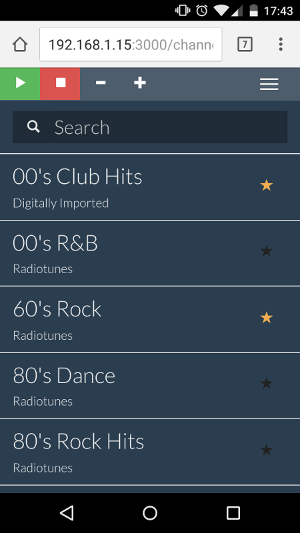 17:43
192.168.1.15:3000/chann
7
Search
00's Club Hits
Digitally Imported
00's R&B
Radiotunes
60's Rock
Radiotunes
80's Dance
Radiotunes
80's Rock Hits
Radiotunes